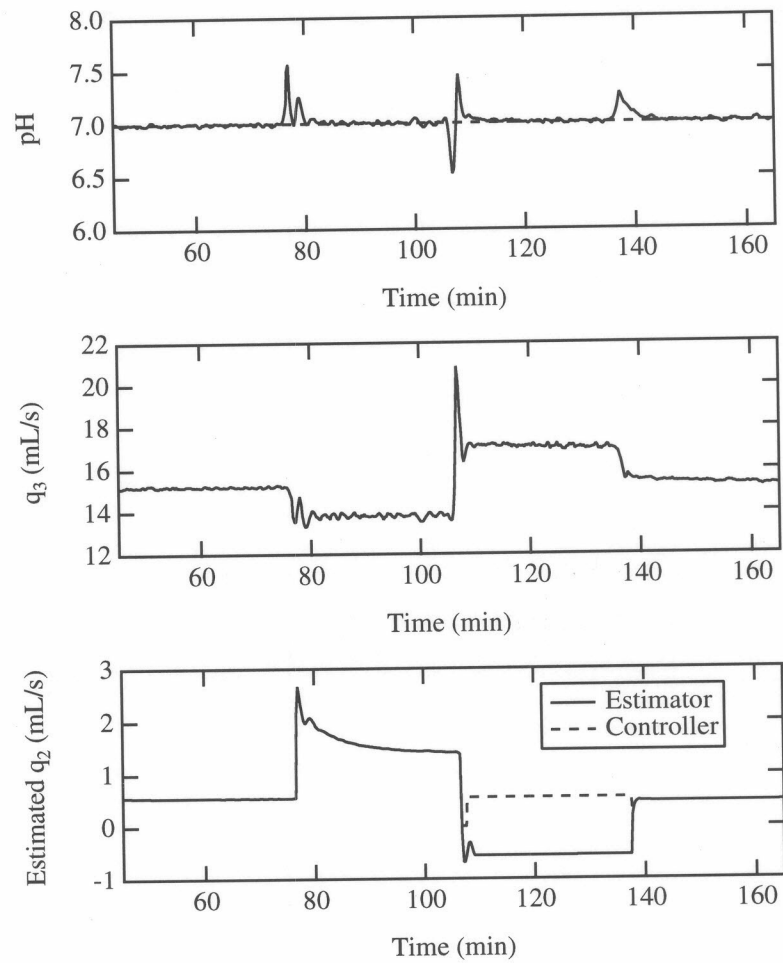 8.0
7.5
7.0
6.5
6.0
pH
60 80 100 120 140 160
Time (min)
22
20
18
16
14
12
q3 (mL/s)
60 80 100 120 140 160
Time (min)
3
2
1
0
-1
Estimated q2 (mL/s)
Estimator
Controller
60 80 100 120 140 160
Time (min)